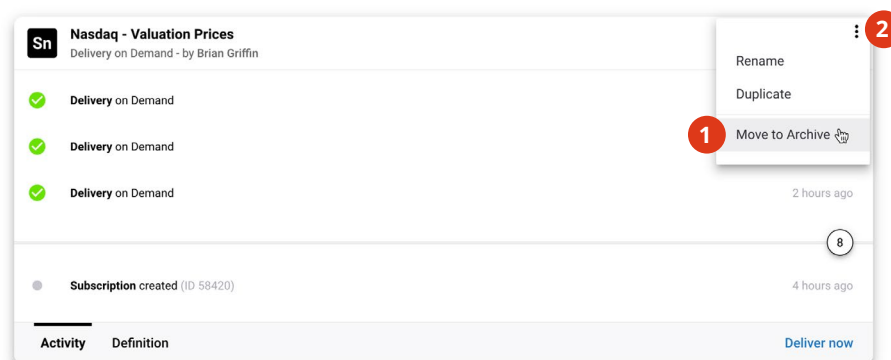 Sn
Nasdaq - Valuation Prices
Delivery on Demand - by Brian Griffin
2
Rename
Duplicate
1
Move to Archive
Delivery on Demand
Delivery on Demand
Delivery on Demand
2 hours ago
8
Subscription created (ID 58420)
4 hours ago
Activity
Definition
Deliver now